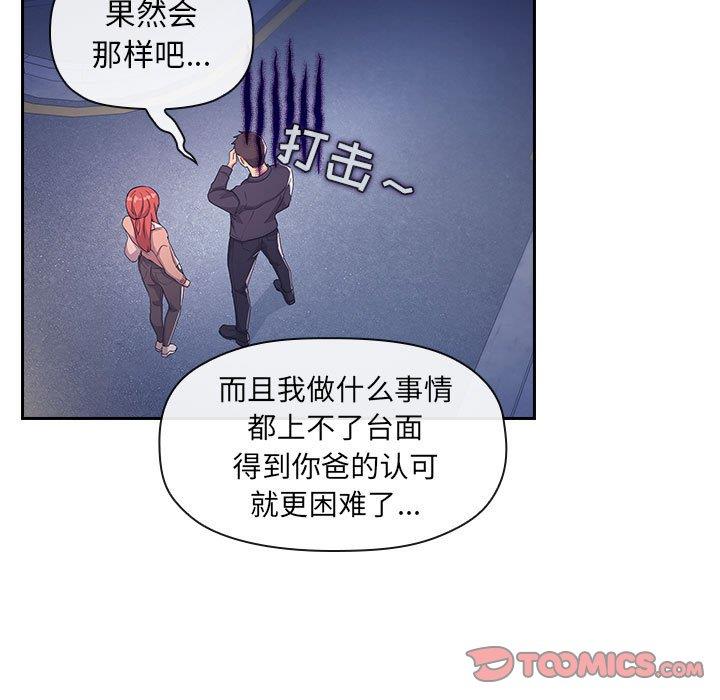 果然会
那样吧...
打击~
而且我做什么事情
都上不了台面
得到你爸的认可
就更困难了...
TOOMICS.COM